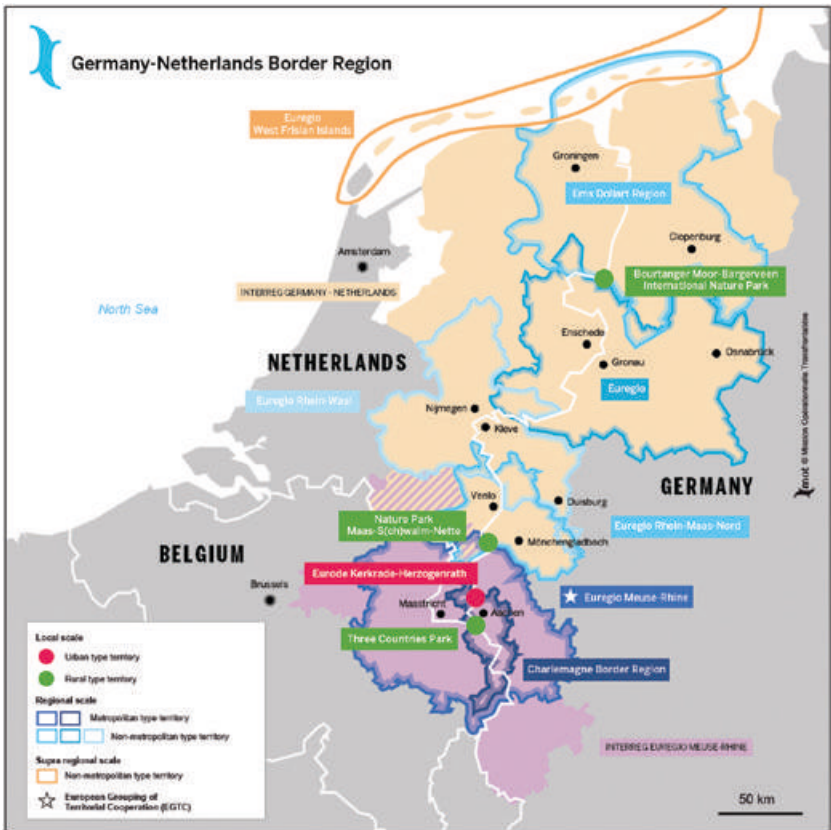 Germany-Netherlands Border Region
Euregio
West Frisian Islands
Groningen
Ems Dollart Region
Cloppenburg
Amsterdam
Bourtanger Moor-Bargerveen
International Nature Park
INTERREG GERMANY - NETHERLANDS
North Sea
Enschede
Osnabrück
Gronau
NETHERLANDS
Euregio
Euregio Rhein-Waal
Nijmegen
Kleve
© Mission Opérationnelle Transfrontalière
GERMANY
Venlo
Duisburg
Nature Park
Maas-S(ch)walm-Nette
Euregio Rhein-Maas-Nord
Mönchengladbach
BELGIUM
Eurode Kerkrade-Herzogenrath
Brussels
Euregio Meuse-Rhine
Maastricht
Aachen
Three Countries Park
Charlemagne Border Region
INTERREG EUREGIO MEUSE-RHINE
Local scale
Urban type territory
Rural type territory
Regional scale
Metropolitan type territory
Non-metropolitan type territory
Supra regional scale
Non-metropolitan type territory
European Grouping of
Territorial Cooperation (EGTC)
50 km